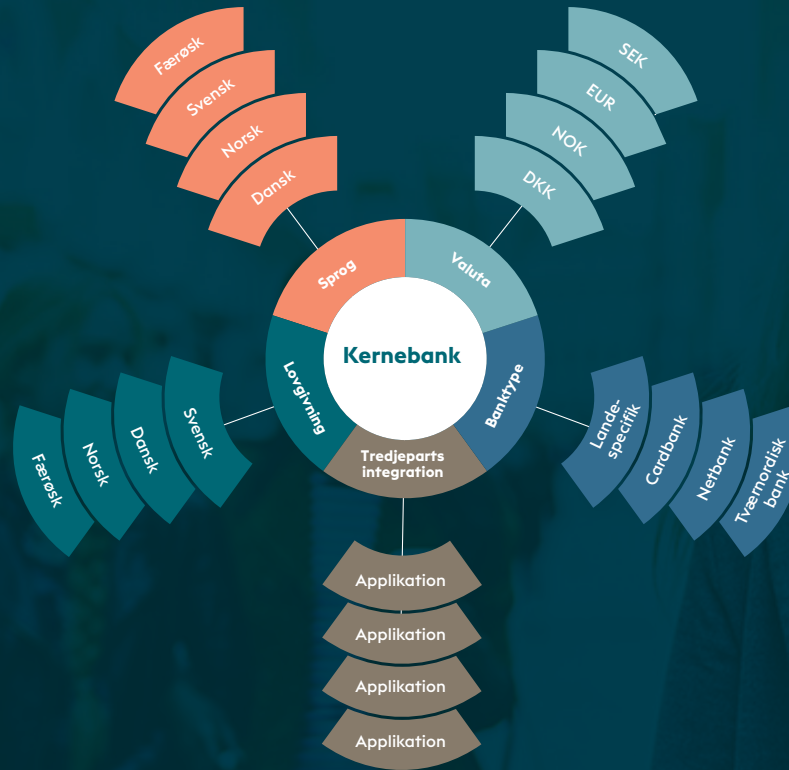 Færøsk
Svensk
Norsk
Dansk
SEK
EUR
NOK
DKK
Sprog
Valuta
Kernebank
Lovgivning
Banktype
Tredjeparts
integration
Svensk
Dansk
Norsk
Færøsk
Lande-
specifik
Cardbank
Netbank
Tværnordisk
bank
Applikation
Applikation
Applikation
Applikation